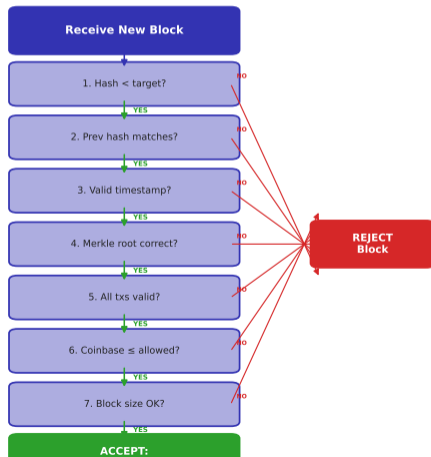 Receive New Block
1. Hash < target?
NO
YES
2. Prev hash matches?
NO
YES
3. Valid timestamp?
NO
YES
4. Merkle root correct?
NO
REJECT
Block
YES
5. All txs valid?
NO
YES
6. Coinbase ≤ allowed?
NO
YES
7. Block size OK?
NO
YES
ACCEPT: